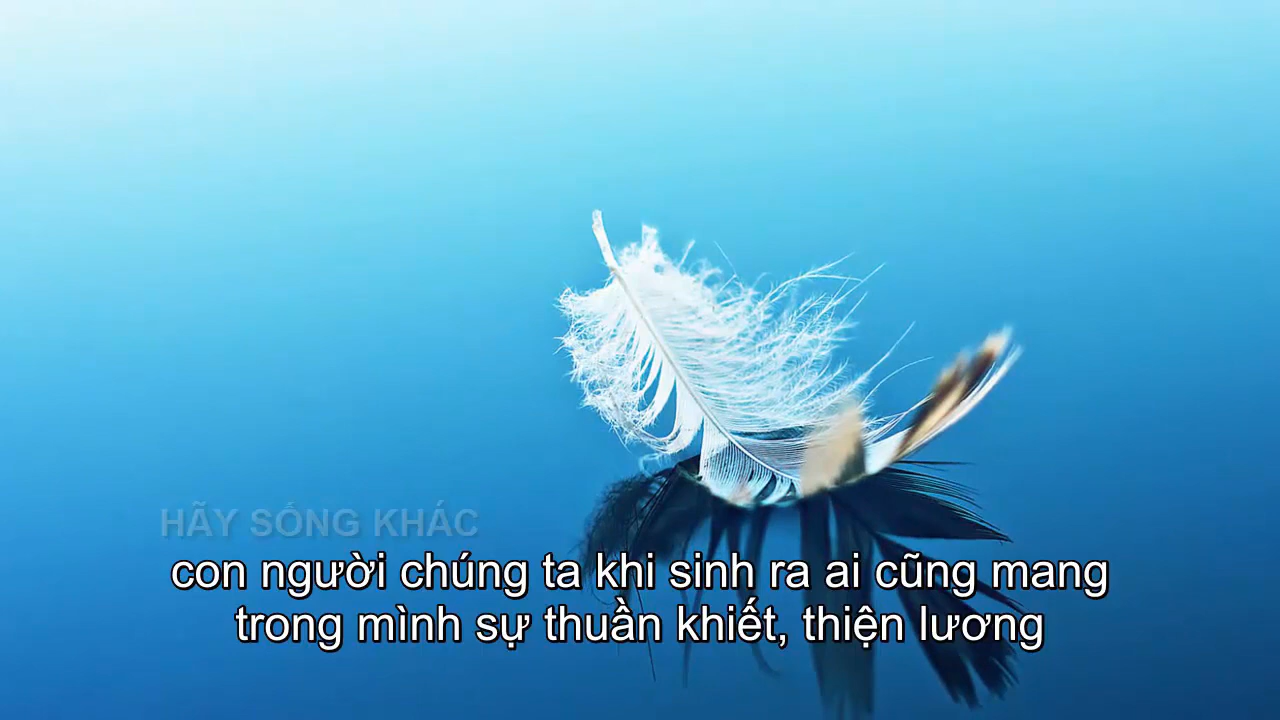 HÃY SỐNG KHÁC
con người chúng ta khi sinh ra ai cũng mang
trong mình sự thuần khiết, thiện lương